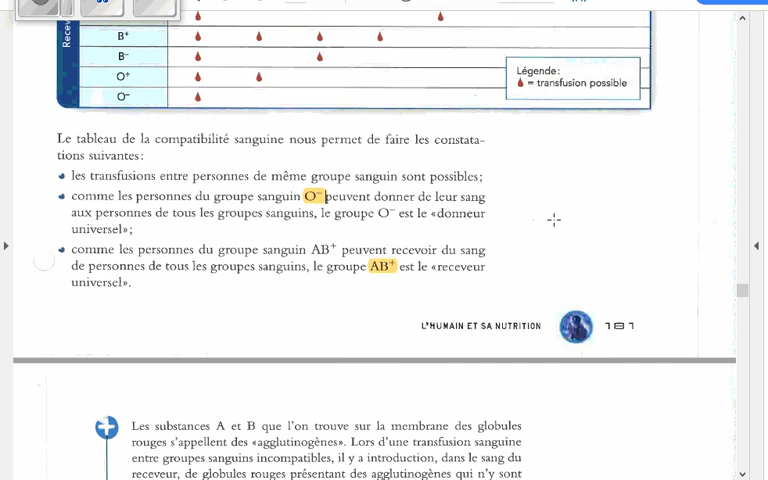 Recev
B+
B-
Légende:
= transfusion possible
O+
O-
Le tableau de la compatibilité sanguine nous permet de faire les constata-
tions suivantes:
• les transfusions entre personnes de même groupe sanguin sont possibles;
• comme les personnes du groupe sanguin O⁻ peuvent donner de leur sang
aux personnes de tous les groupes sanguins, le groupe O⁻ est le «donneur
universel»;
• comme les personnes du groupe sanguin AB⁺ peuvent recevoir du sang
de personnes de tous les groupes sanguins, le groupe AB⁺ est le «receveur
universel».
L'HUMAIN ET SA NUTRITION 181
Les substances A et B que l'on trouve sur la membrane des globules
rouges s'appellent des «agglutinogènes». Lors d'une transfusion sanguine
entre groupes sanguins incompatibles, il y a introduction, dans le sang du
receveur, de globules rouges présentant des agglutinogènes qui n'y sont